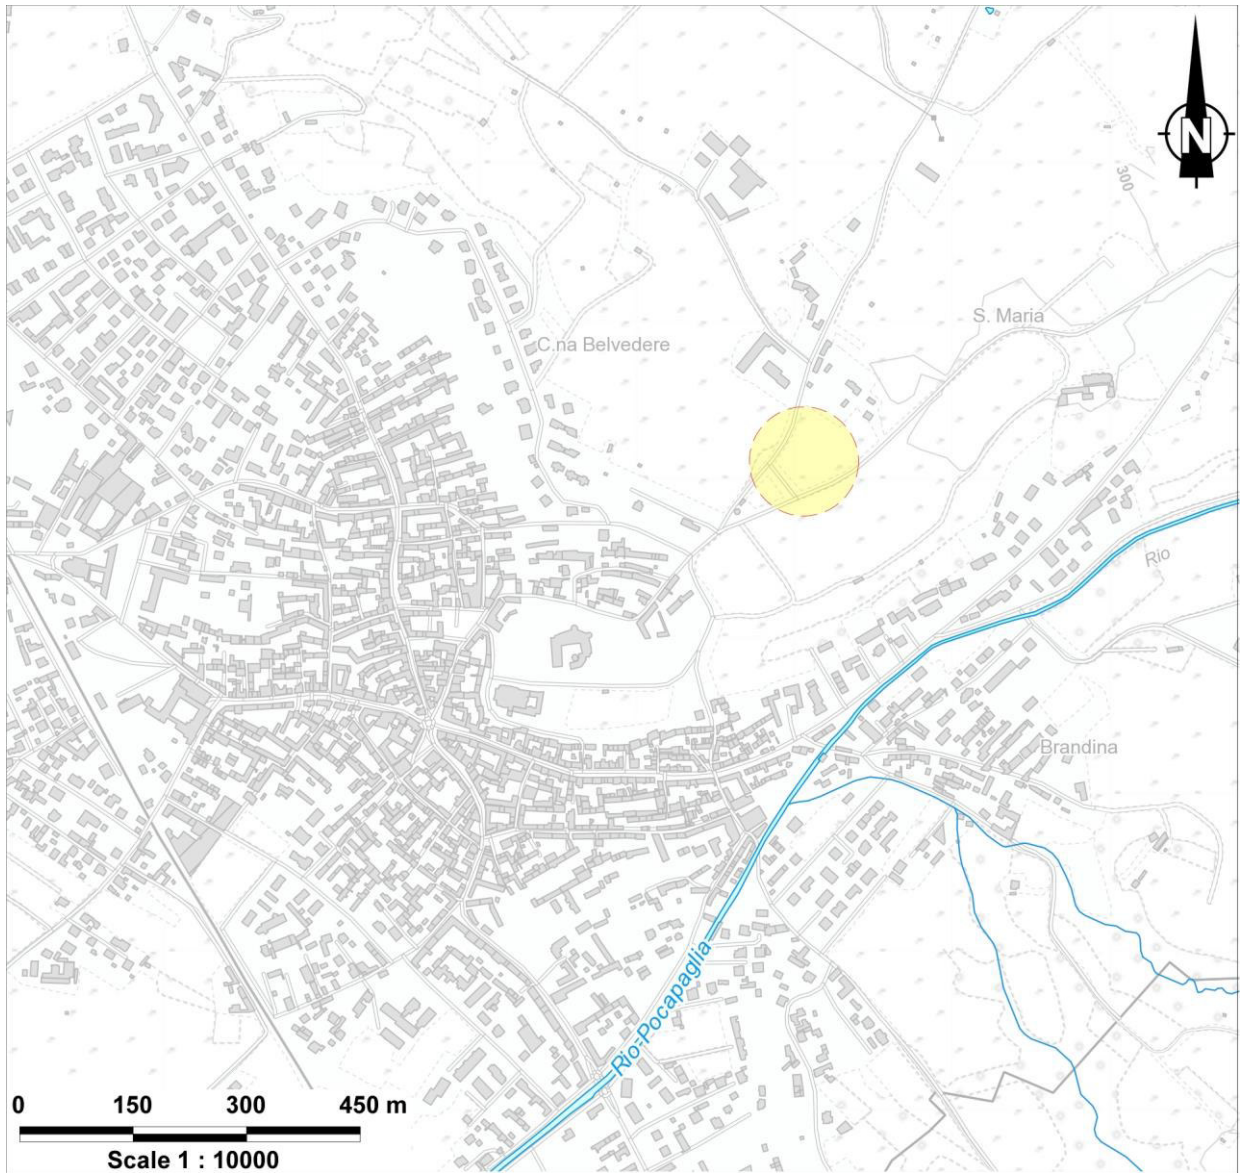 N
300
S. Maria
C.na Belvedere
Rio
Brandina
Rio-Pocapaglia
0 150 300 450 m
Scale 1 : 10000